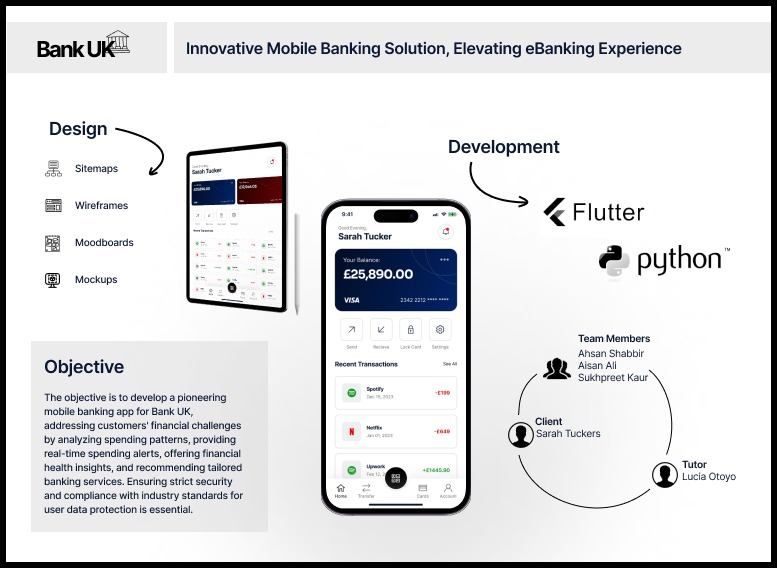 Bank UK
Innovative Mobile Banking Solution, Elevating eBanking Experience
Design
Sitemaps
Wireframes
Moodboards
Mockups
Good Evening,
Sarah Tucker
£25,890.00
Recent Transactions
Development
Flutter
python™
9:41
Good Evening,
Sarah Tucker
Your Balance:
£25,890.00
VISA
2342 2212 **** ****
Send
Recieve
Lock Card
Settings
Recent Transactions
See All
Spotify
Dec 15, 2023
-£199
Netflix
Jan 01, 2023
-£649
Upwork
Feb 12,
+£1445.90
Home
Transfer
Cards
Account
Objective
The objective is to develop a pioneering
mobile banking app for Bank UK,
addressing customers' financial challenges
by analyzing spending patterns, providing
real-time spending alerts, offering financial
health insights, and recommending tailored
banking services. Ensuring strict security
and compliance with industry standards for
user data protection is essential.
Team Members
Ahsan Shabbir
Aisan Ali
Sukhpreet Kaur
Client
Sarah Tuckers
Tutor
Lucia Otoyo